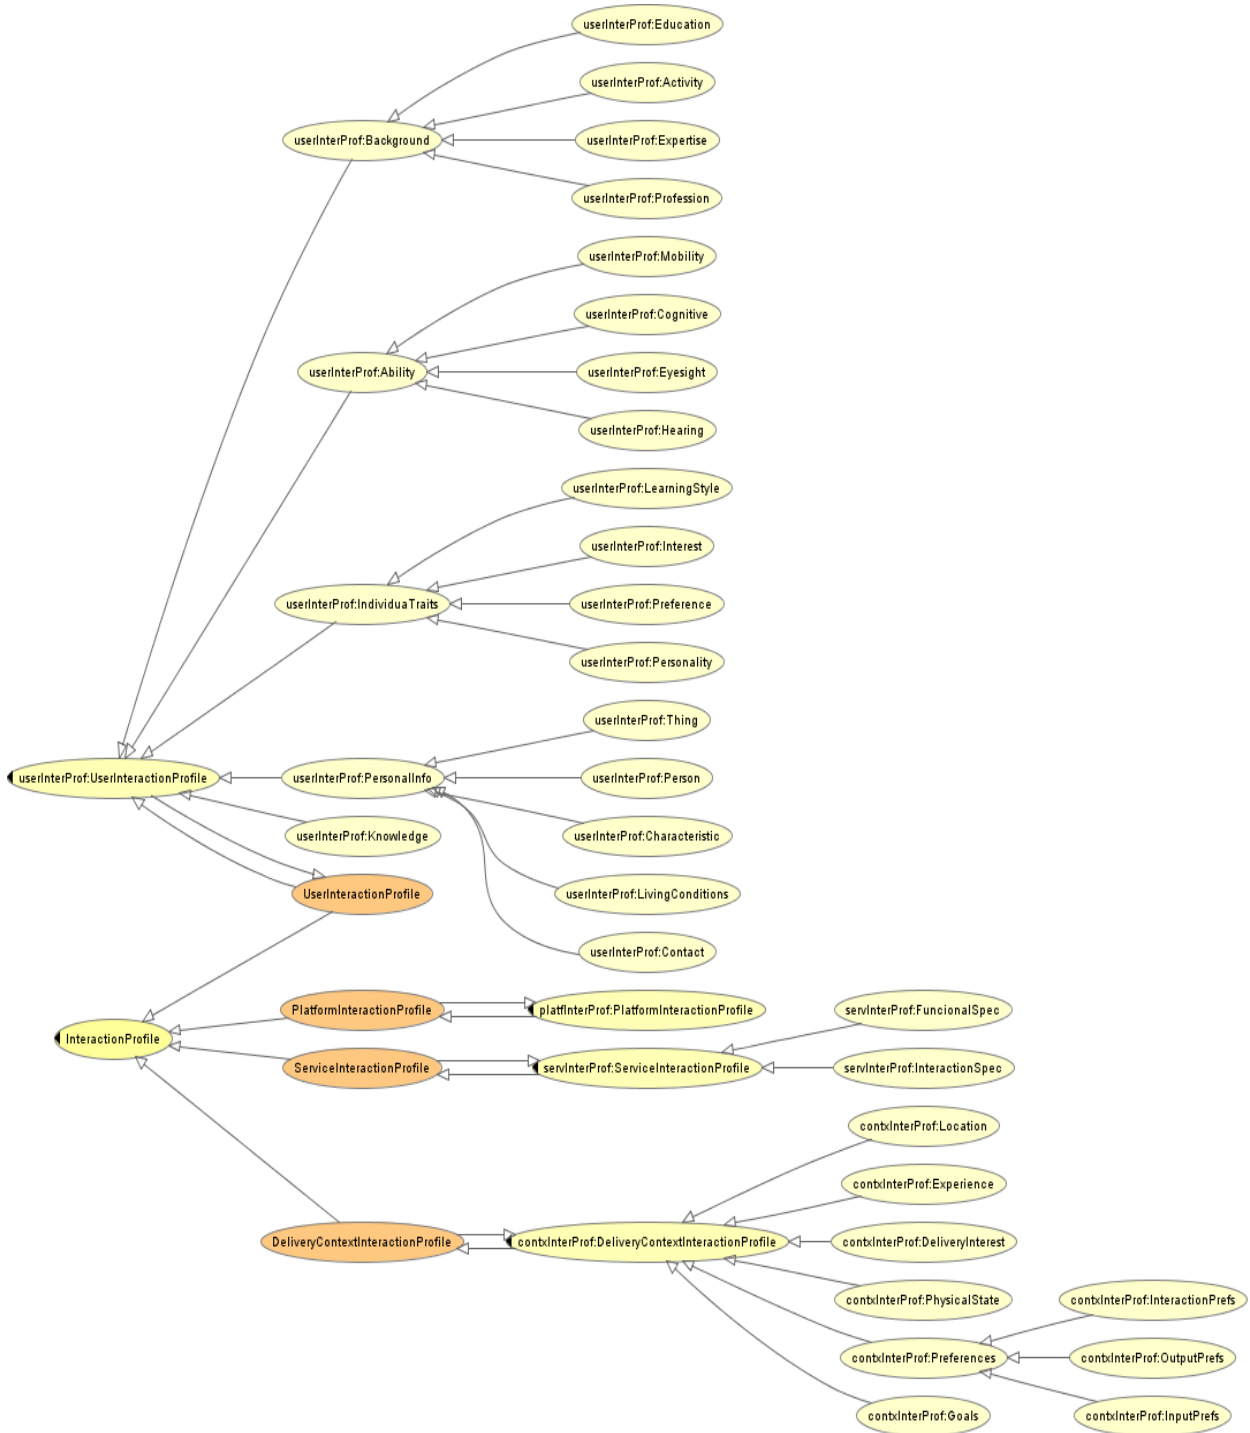 userInterProf:Education
userInterProf:Activity
userInterProf:Background
userInterProf:Expertise
userInterProf:Profession
userInterProf:Mobility
userInterProf:Cognitive
userInterProf:Ability
userInterProf:Eyesight
userInterProf:Hearing
userInterProf:LearningStyle
userInterProf:Interest
userInterProf:IndividuaTraits
userInterProf:Preference
userInterProf:Personality
userInterProf:Thing
userInterProf:UserInteractionProfile
userInterProf:PersonalInfo
userInterProf:Person
userInterProf:Knowledge
userInterProf:Characteristic
UserInteractionProfile
userInterProf:LivingConditions
userInterProf:Contact
PlatformInteractionProfile
platfInterProf:PlatformInteractionProfile
servInterProf:FuncionalSpec
InteractionProfile
ServiceInteractionProfile
servInterProf:ServiceInteractionProfile
servInterProf:InteractionSpec
contxInterProf:Location
contxInterProf:Experience
DeliveryContextInteractionProfile
contxInterProf:DeliveryContextInteractionProfile
contxInterProf:DeliveryInterest
contxInterProf:PhysicalState
contxInterProf:InteractionPrefs
contxInterProf:Preferences
contxInterProf:OutputPrefs
contxInterProf:Goals
contxInterProf:InputPrefs